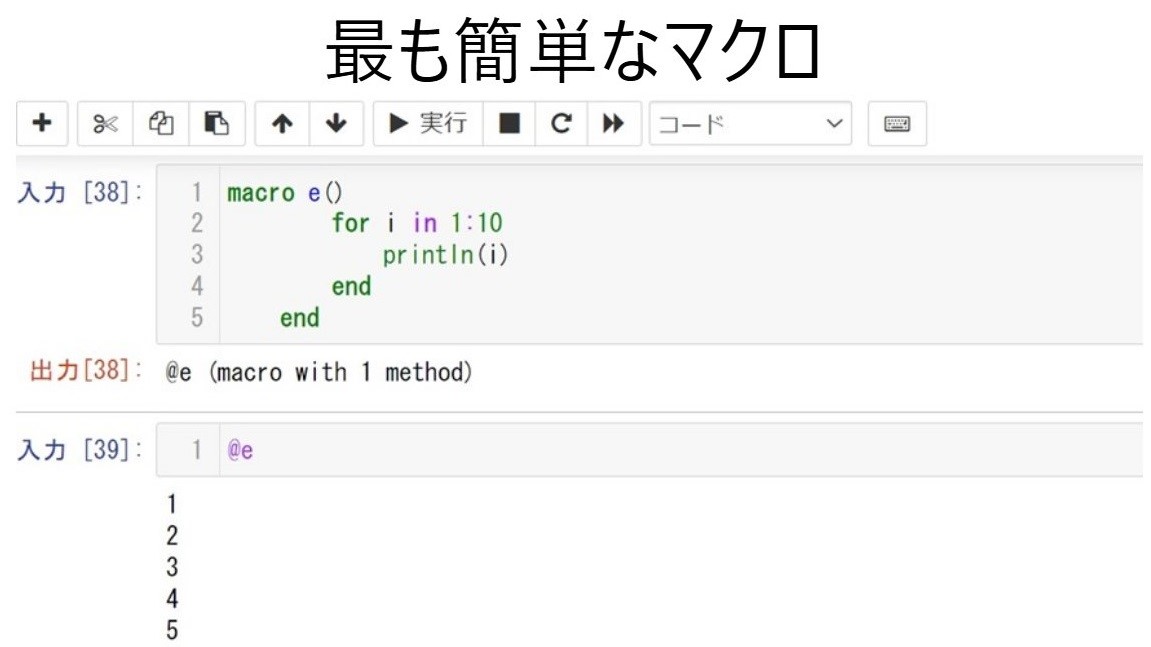 最も簡単なマクロ
実行 コード
入力 [38]:
1 macro e()
2 for i in 1:10
3 println(i)
4 end
5 end
出力[38]: @e (macro with 1 method)
入力 [39]: 1 @e
1
2
3
4
5